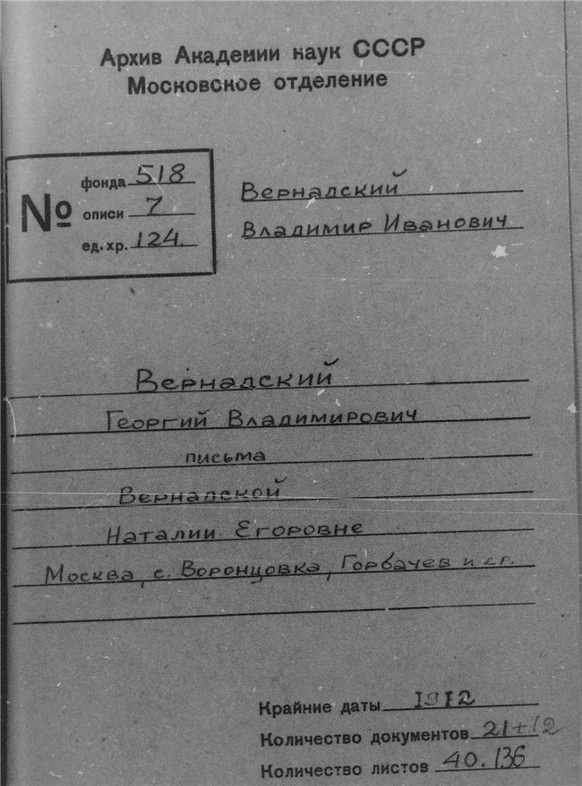 Архив Академии наук СССР
Московское отделение
№
фонда 518
описи 7
ед. хр. 124.
Вернадский
Владимир Иванович
Вернадский
Георгий Владимирович
письма
Вернадской
Наталии Егоровне
Москва, с. Воронцовка, Горбачев и др.
Крайние даты 1912
Количество документов 21+12
Количество листов 40.136